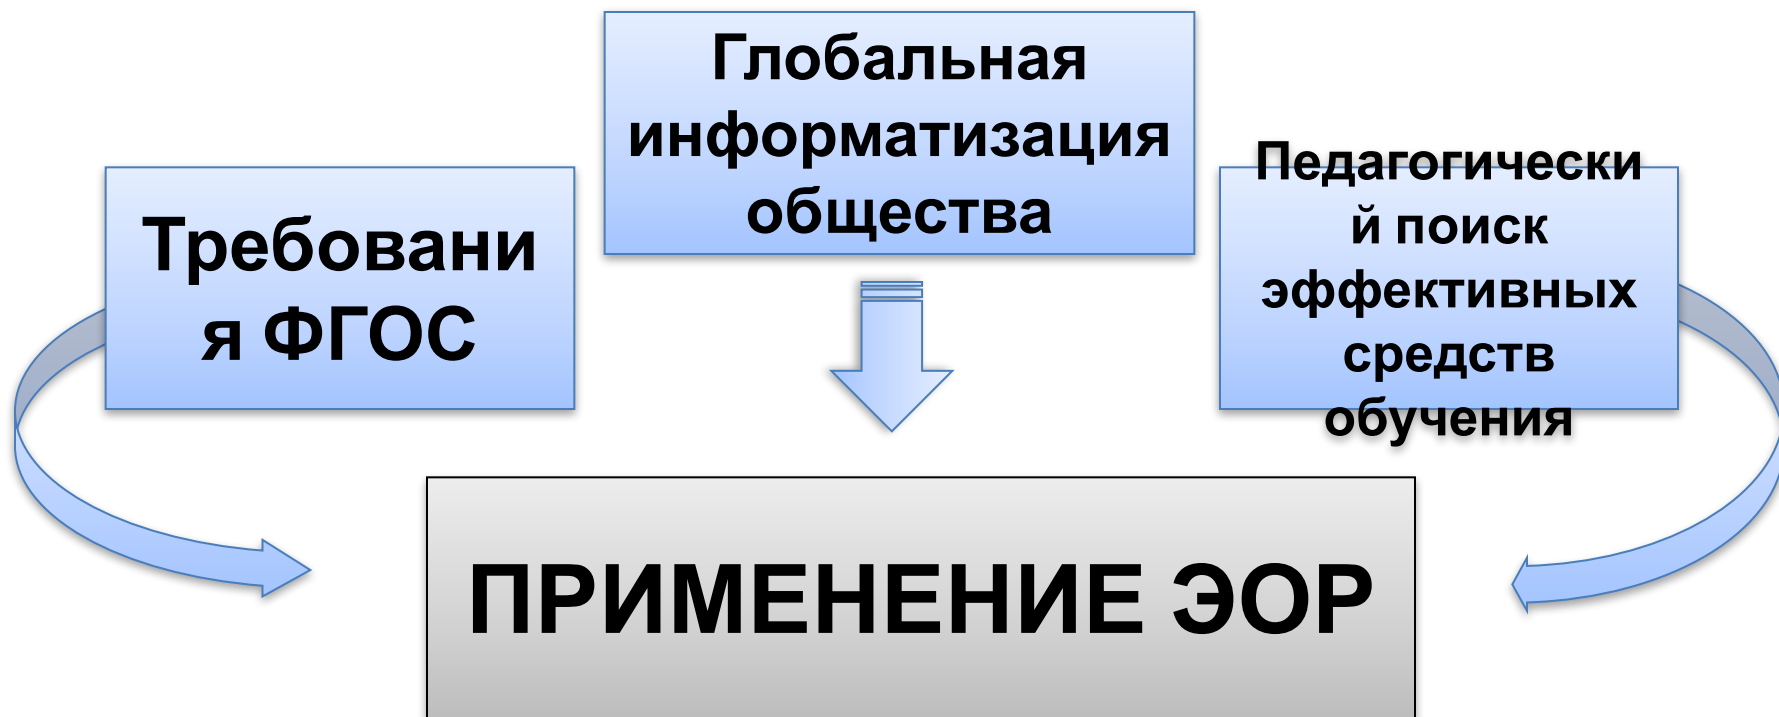 Глобальная
информатизация
общества
Требовани
я ФГОС
Педагогически
й поиск
эффективных
средств
обучения
ПРИМЕНЕНИЕ ЭОР